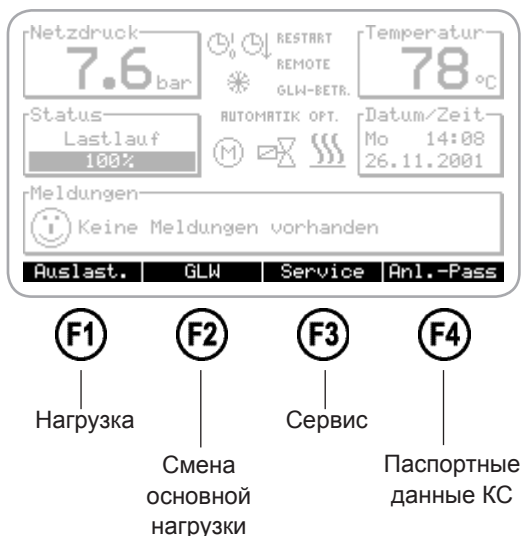 Netzdruck
7.6 bar
RESTART
REMOTE
GLW-BETR.
Temperatur
78 °C
Status
Lastlauf
100%
AUTOMATIK OPT.
M
Datum/Zeit
Mo 14:08
26.11.2001
Meldungen
Keine Meldungen vorhanden
Auslast. GLW Service Anl.-Pass
F1 F2 F3 F4
Нагрузка
Сервис
Смена
основной
нагрузки
Паспортные
данные КС